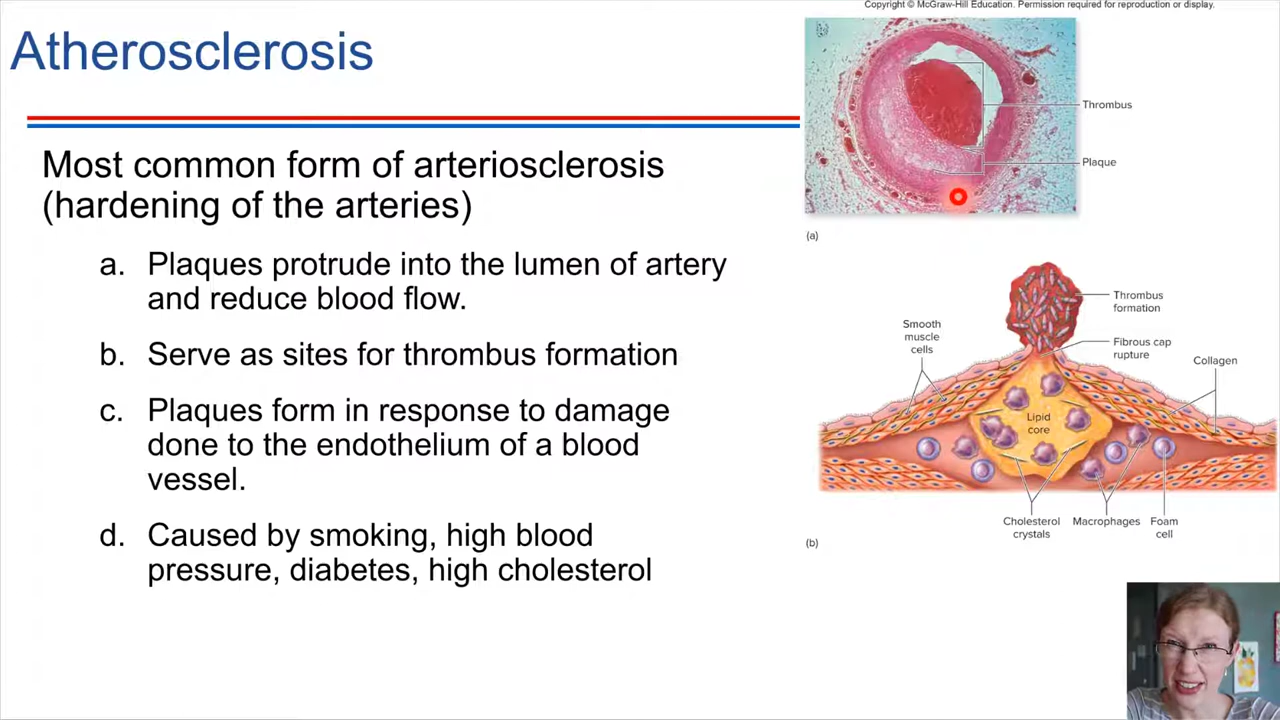 Copyright © McGraw-Hill Education. Permission required for reproduction or display.
Atherosclerosis
Most common form of arteriosclerosis
(hardening of the arteries)
a. Plaques protrude into the lumen of artery
and reduce blood flow.
b. Serve as sites for thrombus formation
c. Plaques form in response to damage
done to the endothelium of a blood
vessel.
d. Caused by smoking, high blood
pressure, diabetes, high cholesterol
Thrombus
Plaque
(a)
Thrombus
formation
Smooth
muscle
cells
Fibrous cap
rupture
Collagen
Lipid
core
Cholesterol
crystals
Macrophages
Foam
cell
(b)